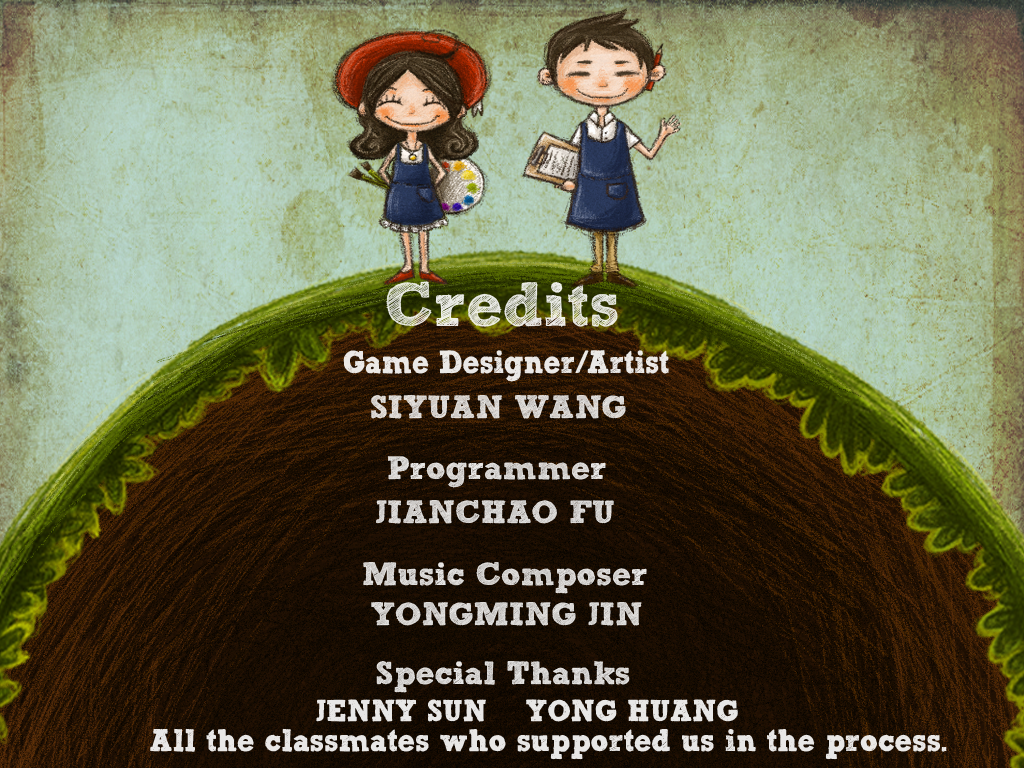 Credits
Game Designer/Artist
SIYUAN WANG
Programmer
JIANCHAO FU
Music Composer
YONGMING JIN
Special Thanks
JENNY SUN YONG HUANG
All the classmates who supported us in the process.